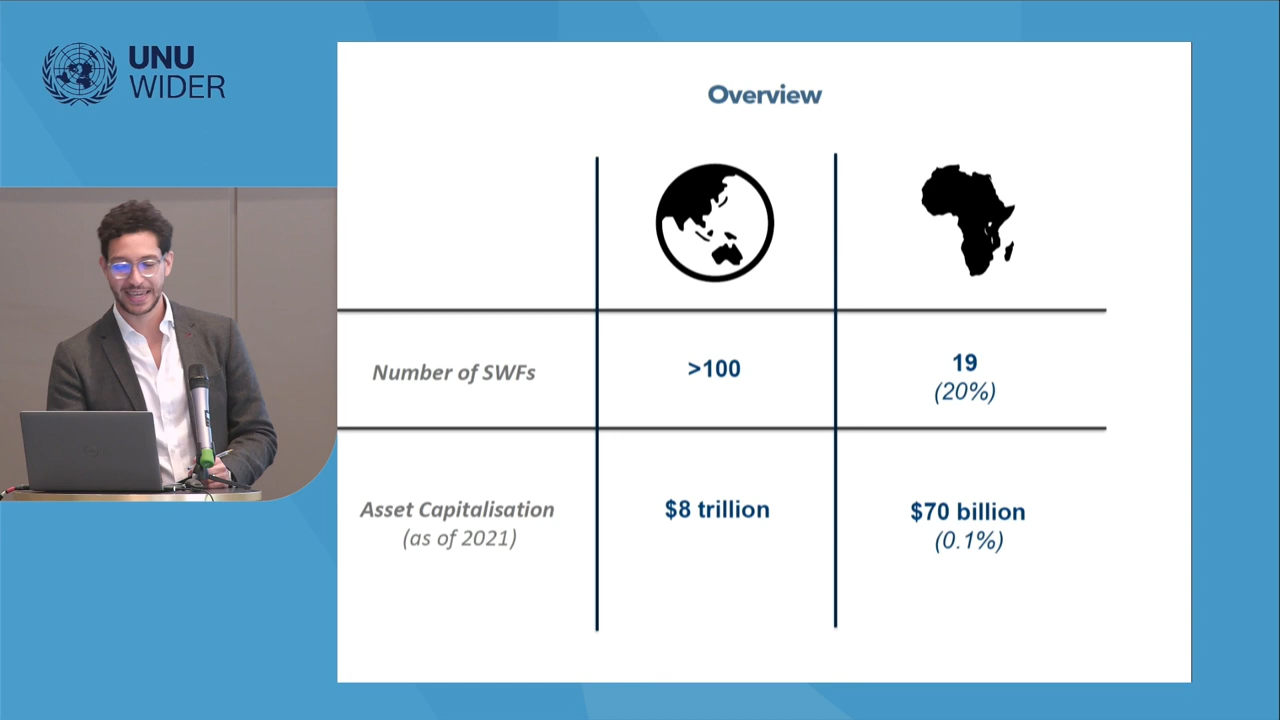 UNU
WIDER
Overview
Number of SWFs
>100
19
(20%)
Asset Capitalisation
(as of 2021)
$8 trillion
$70 billion
(0.1%)